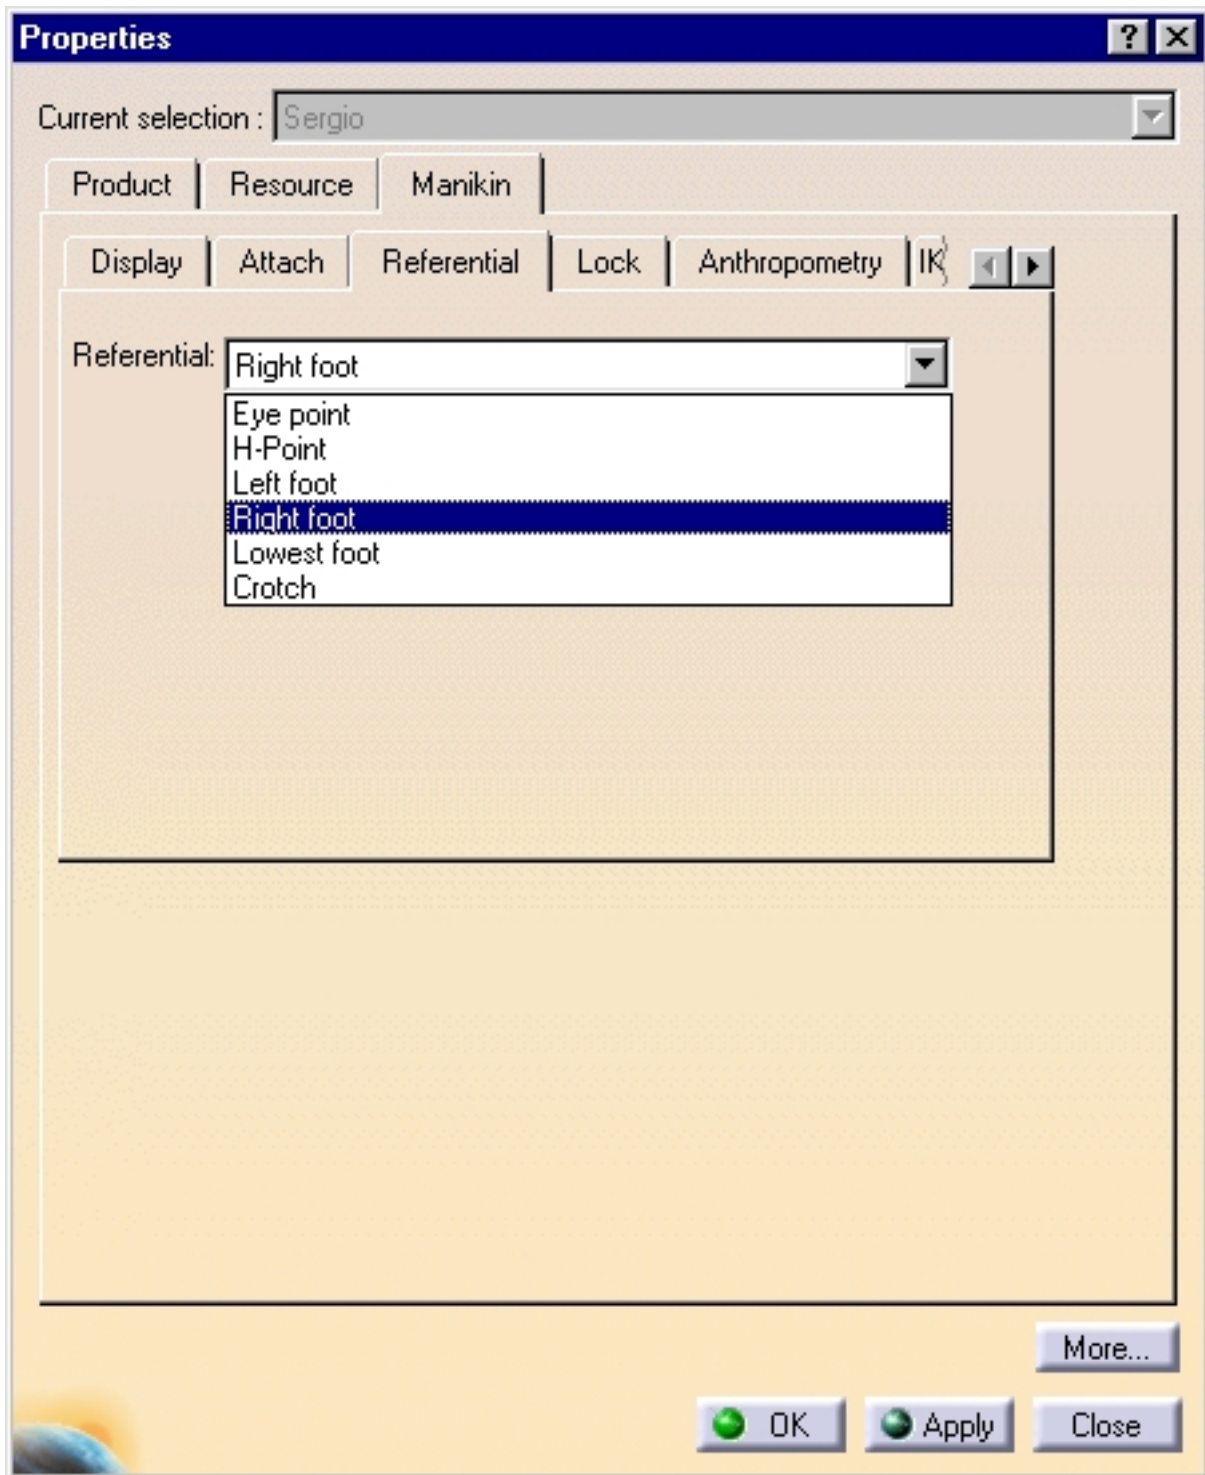 Properties
Current selection : Sergio
Product Resource Manikin
Display Attach Referential Lock Anthropometry IK
Referential: Right foot
Eye point
H-Point
Left foot
Right foot
Lowest foot
Crotch
More...
OK Apply Close